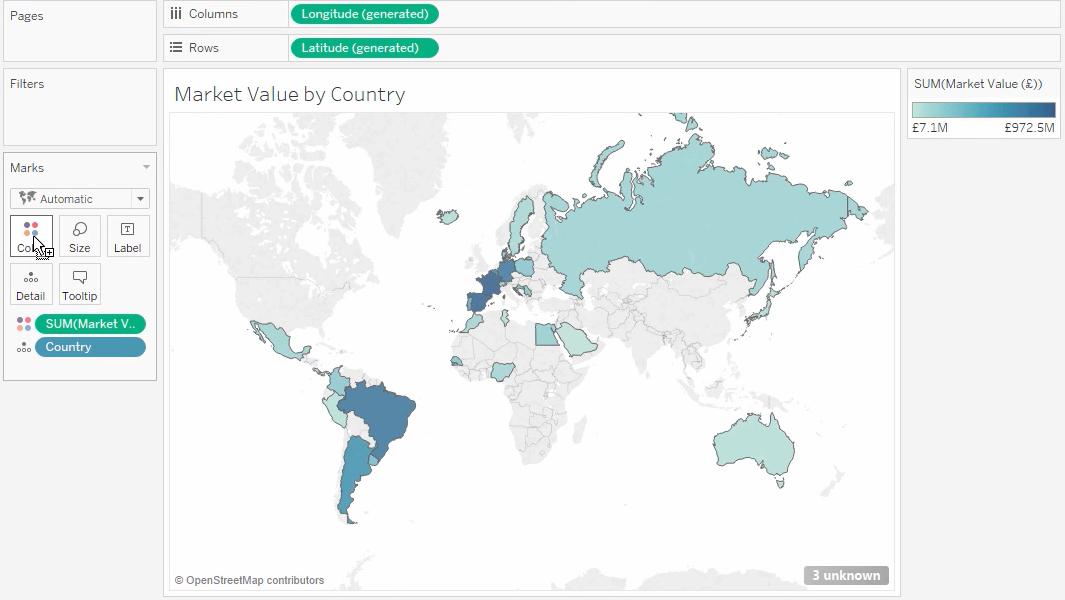 Pages
Columns
Longitude (generated)
Rows
Latitude (generated)
Filters
Marks
Automatic
Size
Label
Detail
Tooltip
SUM(Market V..
Country
Market Value by Country
© OpenStreetMap contributors
3 unknown
SUM(Market Value (£))
£7.1M
£972.5M